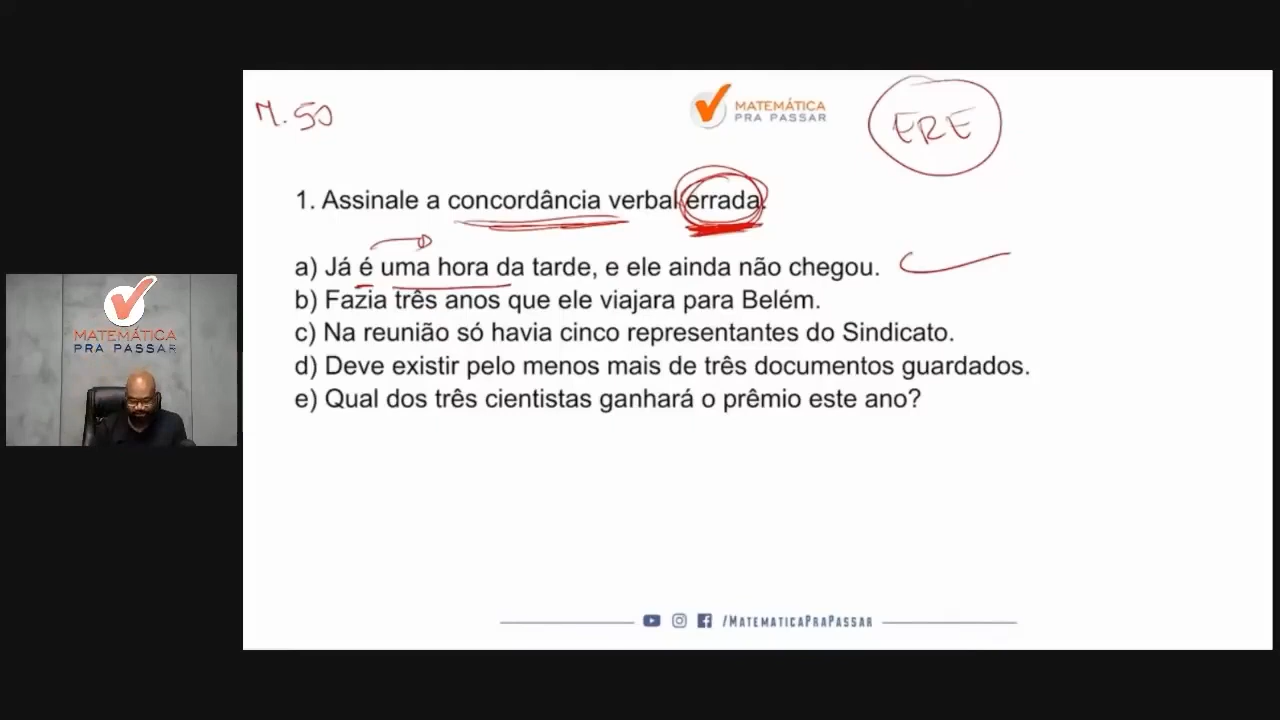 M. 50
MATEMÁTICA
PRA PASSAR
ERE
1. Assinale a concordância verbal errada.
a) Já é uma hora da tarde, e ele ainda não chegou.
b) Fazia três anos que ele viajara para Belém.
c) Na reunião só havia cinco representantes do Sindicato.
d) Deve existir pelo menos mais de três documentos guardados.
e) Qual dos três cientistas ganhará o prêmio este ano?
MATEMÁTICA
PRA PASSAR
/MATEMATICAPRAPASSAR